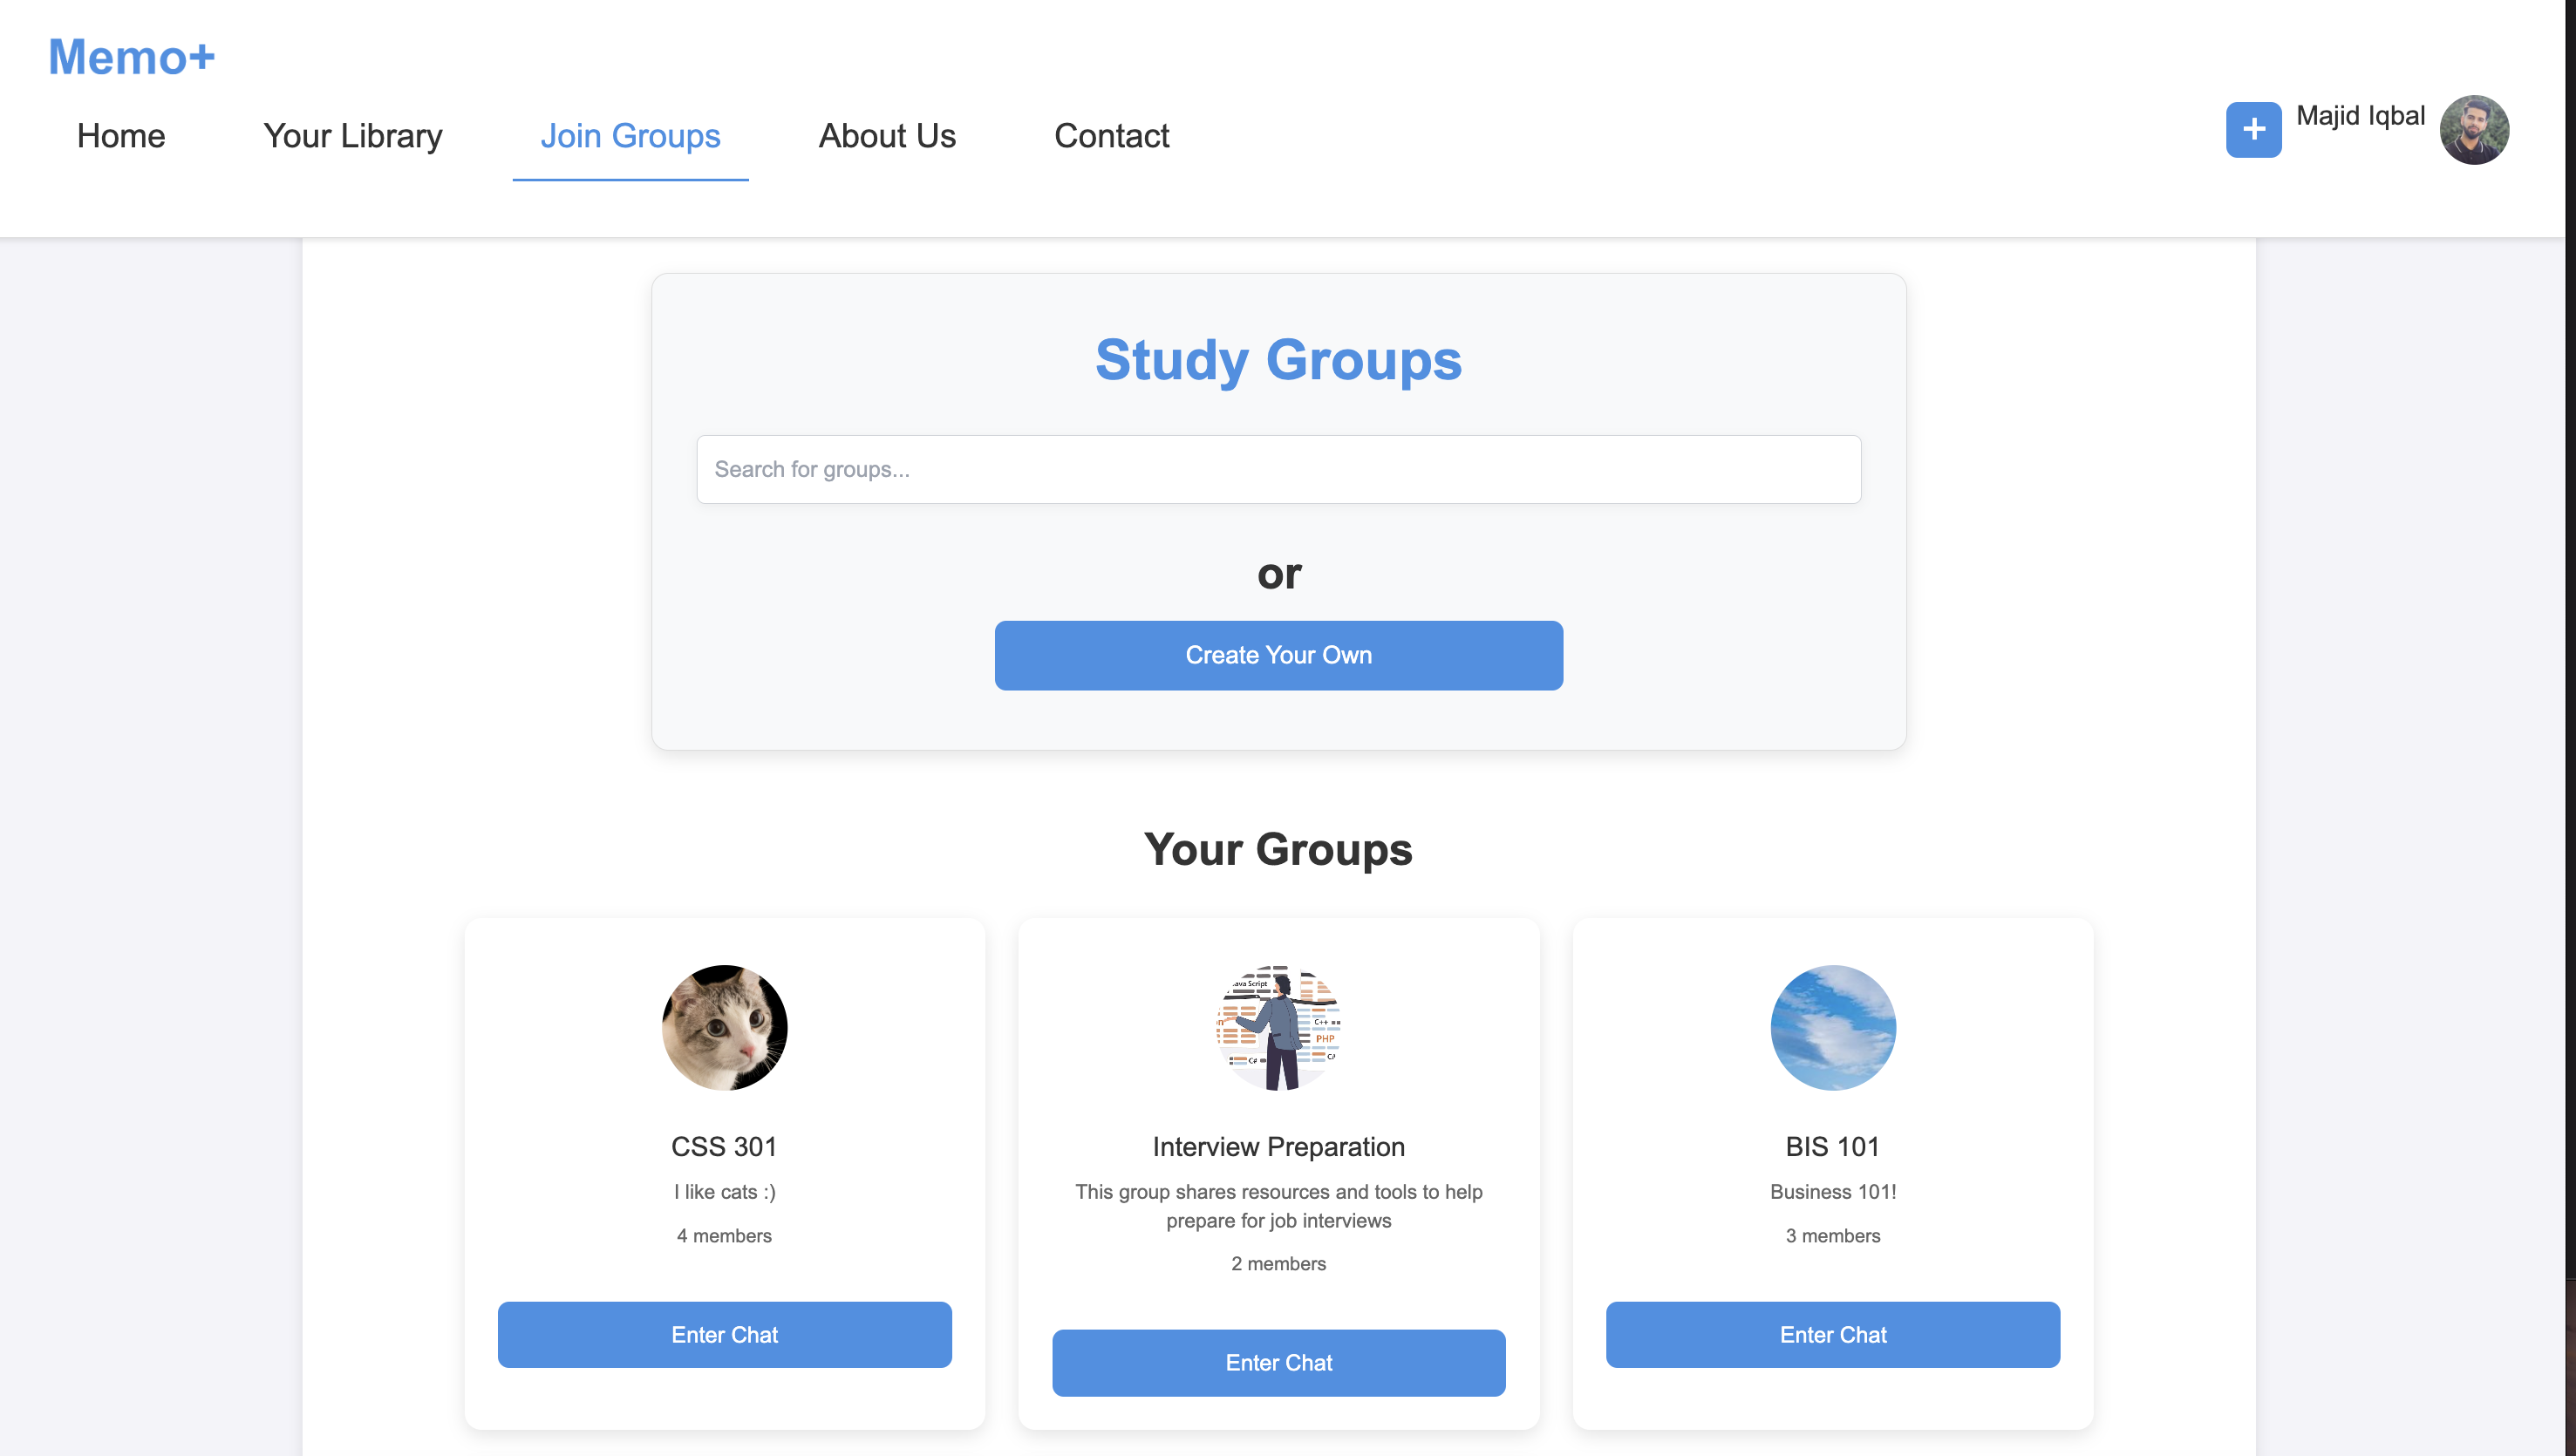 Memo+
Home Your Library Join Groups About Us Contact
+ Majid Iqbal
Study Groups
Search for groups...
or
Create Your Own
Your Groups
Java Script
C++
PHP
C#
CSS 301
I like cats :)
4 members
Enter Chat
Interview Preparation
This group shares resources and tools to help
prepare for job interviews
2 members
Enter Chat
BIS 101
Business 101!
3 members
Enter Chat